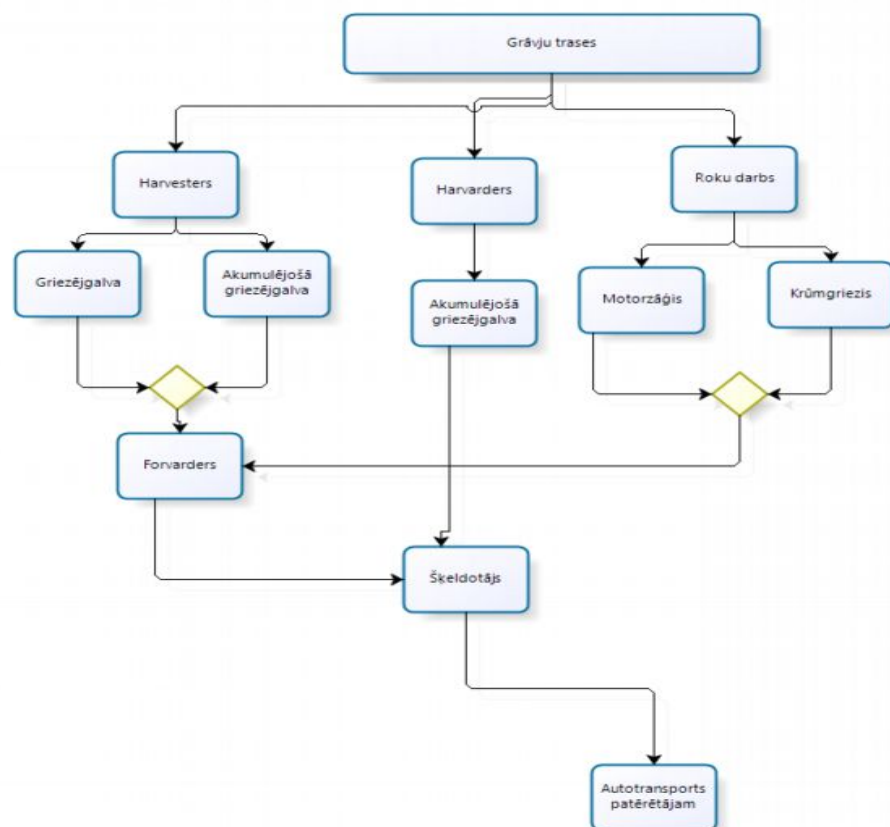 Grāvju trases
Harvesters
Harvarders
Roku darbs
Griezējgalva
Akumulējošā
griezējgalva
Akumulējošā
griezējgalva
Motorzāģis
Krūmgriezis
Forvarders
Šķeldotājs
Autotransports
patērētājam